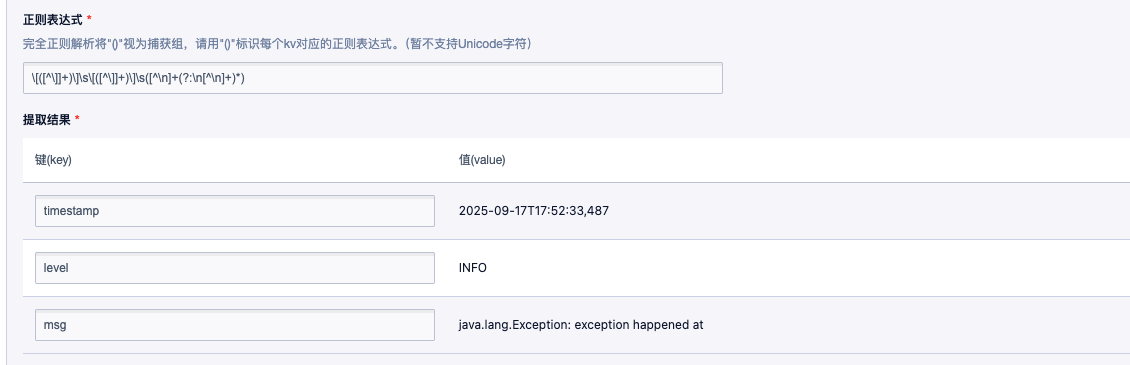 正则表达式 *
完全正则解析将"()"视为捕获组，请用"()"标识每个kv对应的正则表达式。（暂不支持Unicode字符）
\[([^\]]+)\]\s\[([^\]]+)\]\s([^\n]+(?:\n[^\n]+)*)
提取结果 *
键(key) 值(value)
timestamp 2025-09-17T17:52:33,487
level INFO
msg java.lang.Exception: exception happened at